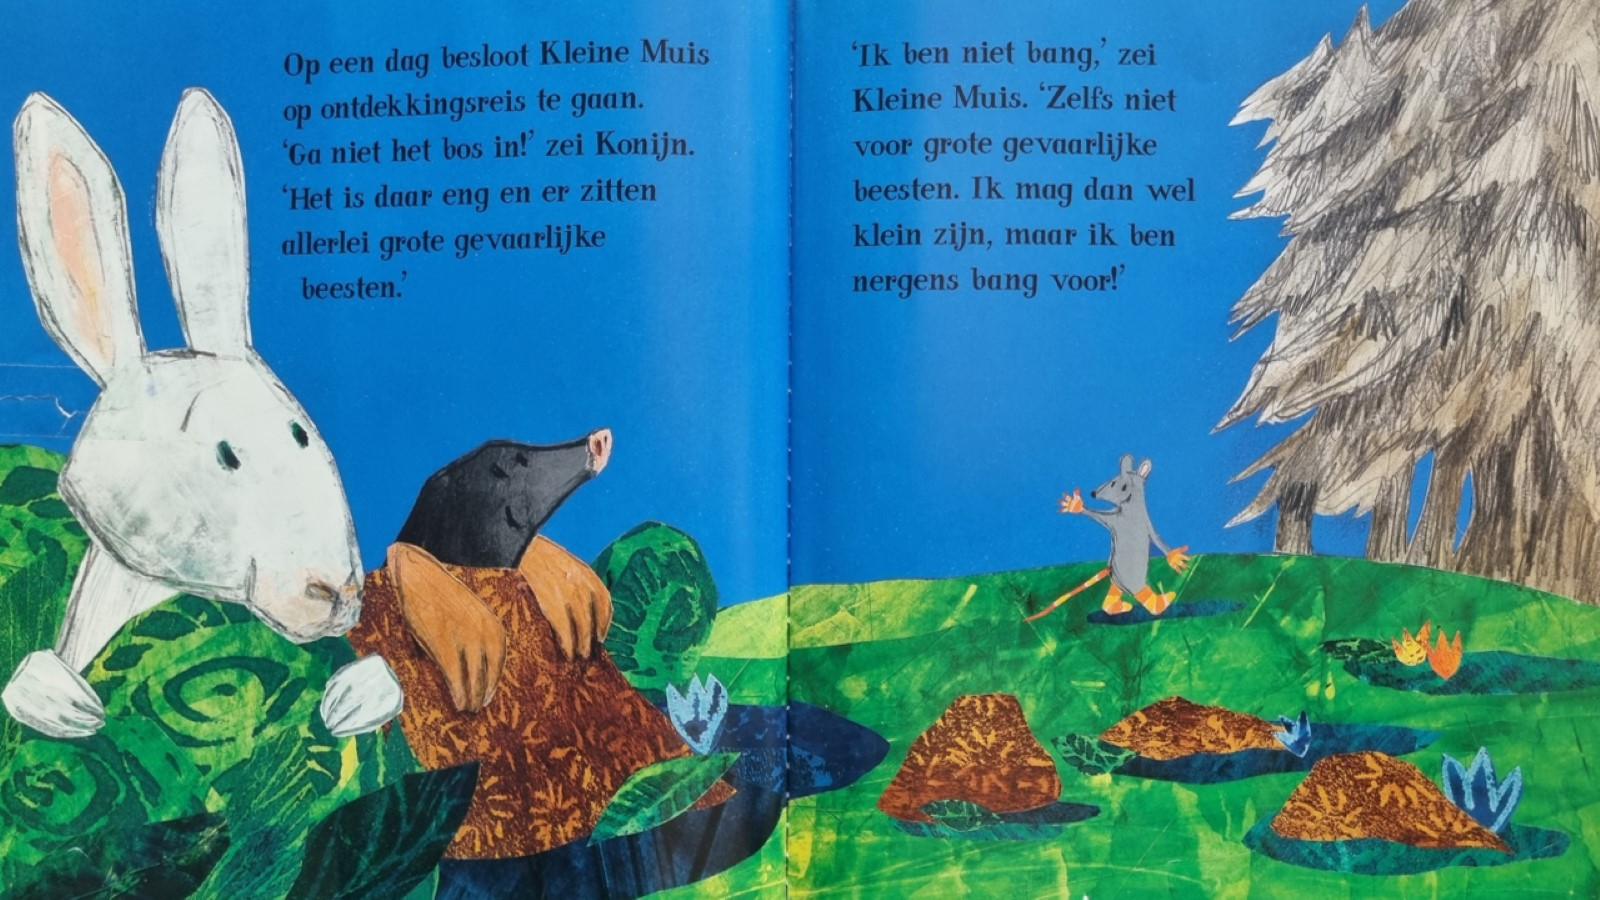 Op een dag besloot Kleine Muis
op ontdekkingsreis te gaan.
‘Ga niet het bos in!’ zei Konijn.
‘Het is daar eng en er zitten
allerlei grote gevaarlijke
beesten.’
‘Ik ben niet bang,’ zei
Kleine Muis. ‘Zelfs niet
voor grote gevaarlijke
beesten. Ik mag dan wel
klein zijn, maar ik ben
nergens bang voor!’